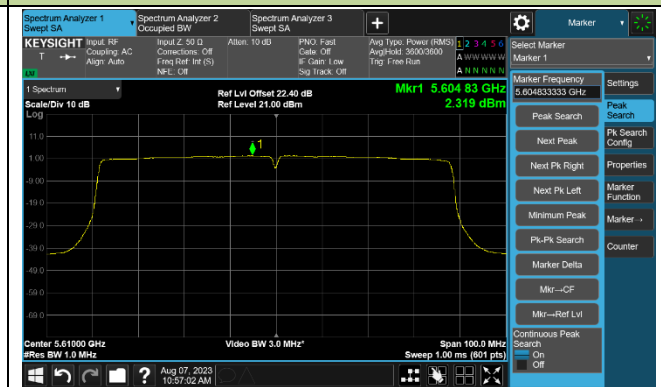 Spectrum Analyzer 1
Swept SA
Spectrum Analyzer 2
Occupied BW
Spectrum Analyzer 3
Swept SA
Marker
KEYSIGHT
Input: RF
Coupling: AC
Align: Auto
Input Z: 50 Ω
Corrections: Off
Freq Ref: Int (S)
NFE: Off
Atten: 10 dB
PNO: Fast
Gate: Off
IF Gain: Low
Sig Track: Off
Avg Type: Power (RMS)
Avg|Hold: 3600/3600
Trig: Free Run
1 2 3 4 5 6
A W W W W W
A N N N N N
LXI
T
Select Marker
Marker 1
1 Spectrum
Scale/Div 10 dB
Log
Ref Lvl Offset 22.40 dB
Ref Level 21.00 dBm
Mkr1 5.604 83 GHz
2.319 dBm
11.0
1.00
-9.00
-19.0
-29.0
-39.0
-49.0
-59.0
-69.0
1
Center 5.61000 GHz
#Res BW 1.0 MHz
Video BW 3.0 MHz*
Span 100.0 MHz
Sweep 1.00 ms (601 pts)
Marker Frequency
5.604833333 GHz
Peak Search
Next Peak
Next Pk Right
Next Pk Left
Minimum Peak
Pk-Pk Search
Marker Delta
Mkr→CF
Mkr→Ref Lvl
Continuous Peak
Search
On
Off
Settings
Peak
Search
Pk Search
Config
Properties
Marker
Function
Marker→
Counter
?
Aug 07, 2023
10:57:02 AM